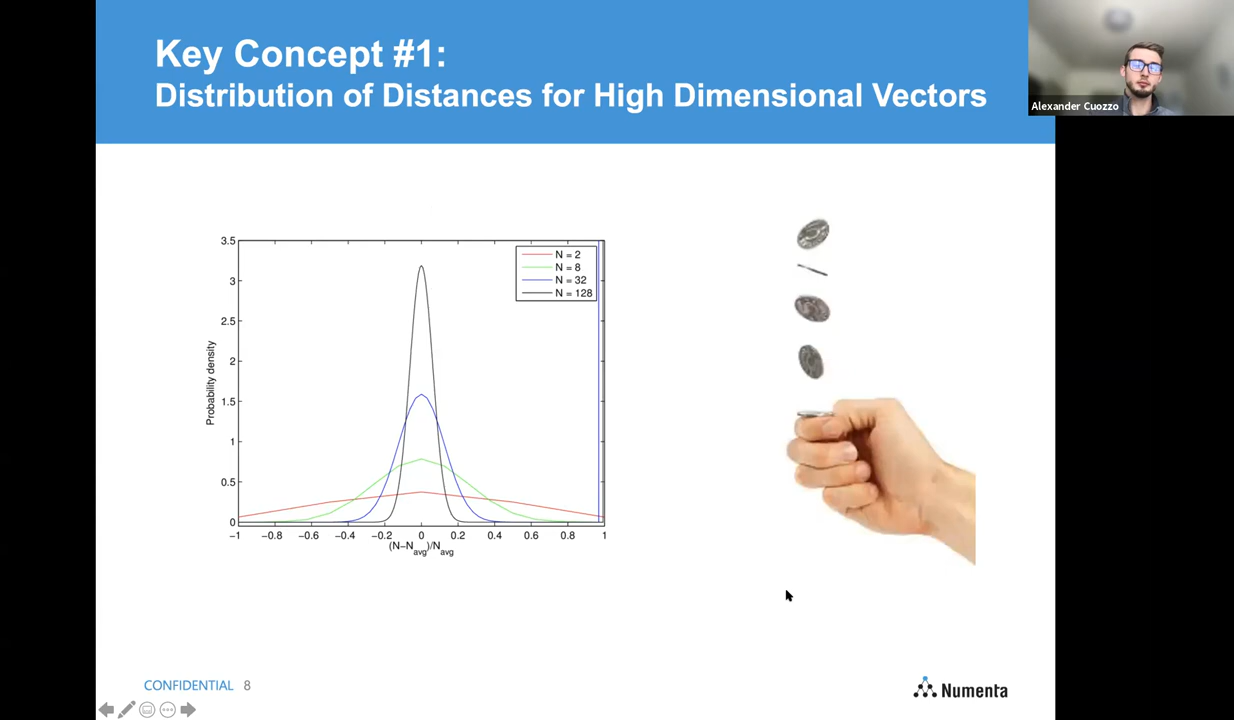 Key Concept #1:
Distribution of Distances for High Dimensional Vectors
Alexander Cuozzo
3.5
3
2.5
2
1.5
1
0.5
0
Probability density
N = 2
N = 8
N = 32
N = 128
−1 −0.8 −0.6 −0.4 −0.2 0 0.2 0.4 0.6 0.8 1
(N−Navg)/Navg
CONFIDENTIAL 8
Numenta